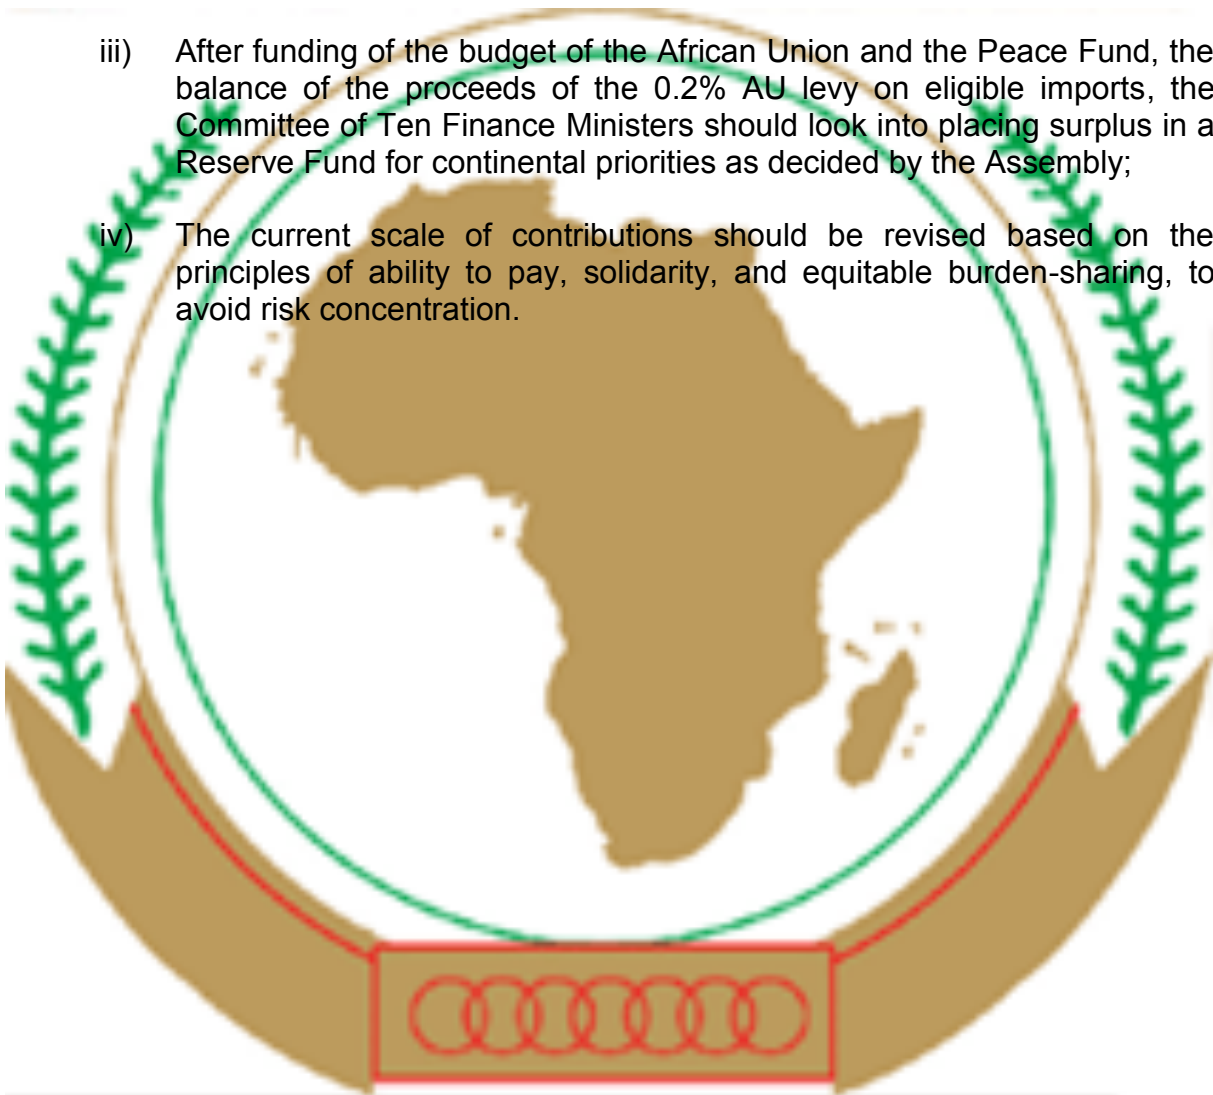 iii) After funding of the budget of the African Union and the Peace Fund, the
balance of the proceeds of the 0.2% AU levy on eligible imports, the
Committee of Ten Finance Ministers should look into placing surplus in a
Reserve Fund for continental priorities as decided by the Assembly;
iv) The current scale of contributions should be revised based on the
principles of ability to pay, solidarity, and equitable burden-sharing, to
avoid risk concentration.